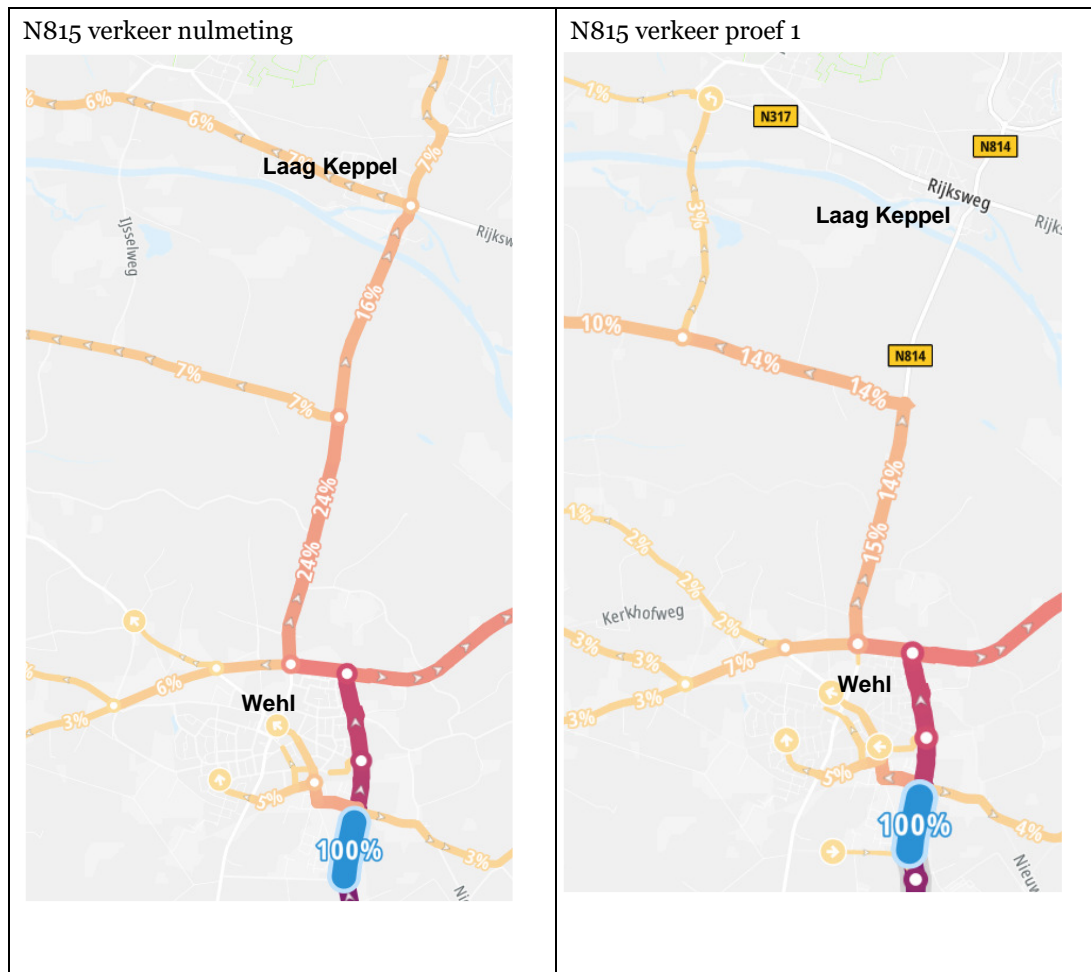 N815 verkeer nulmeting
6%
6%
7%
Laag Keppel
Rijksw
IJsselweg
16%
7%
7%
24%
24%
6%
Wehl
3%
5%
100%
3%
N815 verkeer proef 1
1%
N317
N814
3%
Rijksweg
Laag Keppel
10%
14%
N814
14%
14%
15%
1%
2%
2%
Kerkhofweg
2%
3%
3%
7%
3%
3%
Wehl
5%
100%
4%
Nieuw